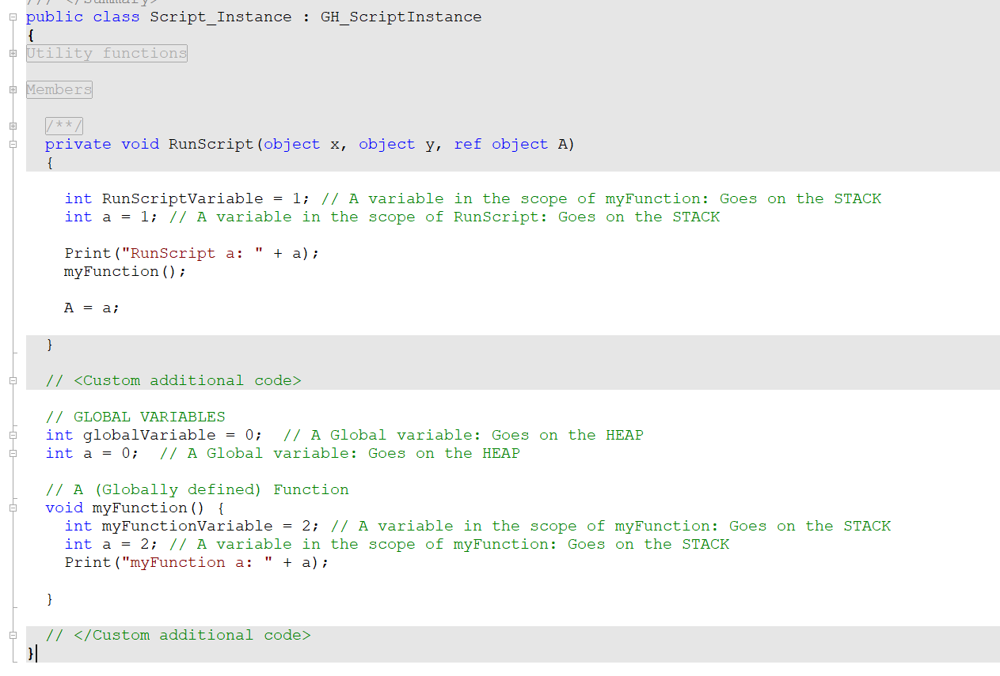 /// </summary>
public class Script_Instance : GH_ScriptInstance
{
Utility functions
Members
/**/
private void RunScript(object x, object y, ref object A)
{
int RunScriptVariable = 1; // A variable in the scope of myFunction: Goes on the STACK
int a = 1; // A variable in the scope of RunScript: Goes on the STACK
Print("RunScript a: " + a);
myFunction();
A = a;
}
// <Custom additional code>
// GLOBAL VARIABLES
int globalVariable = 0;  // A Global variable: Goes on the HEAP
int a = 0;  // A Global variable: Goes on the HEAP
// A (Globally defined) Function
void myFunction() {
int myFunctionVariable = 2; // A variable in the scope of myFunction: Goes on the STACK
int a = 2; // A variable in the scope of myFunction: Goes on the STACK
Print("myFunction a: " + a);
}
// </Custom additional code>
}